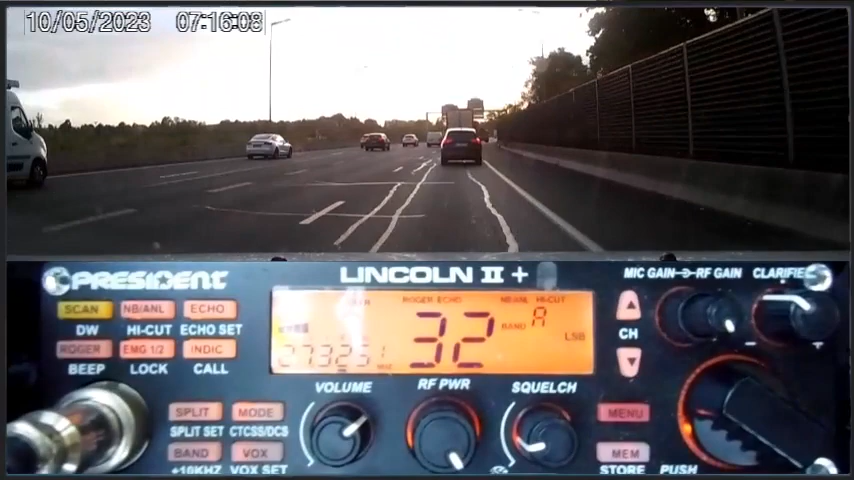 10/05/2023 07:16:08
PRESIDENT LINCOLN II + MIC GAIN RF GAIN CLARIFIER
SCAN NB/ANL ECHO
DW HI-CUT ECHO SET
ROGER EMG 1/2 INDIC
BEEP LOCK CALL
ROGER ECHO NB/ANL HI-CUT
32 BAND A
LSB
CH
VOLUME RF PWR SQUELCH
SPLIT MODE MENU
SPLIT SET CTCSS/DCS
BAND VOX MEM
+10KHZ VOX SET STORE PUSH